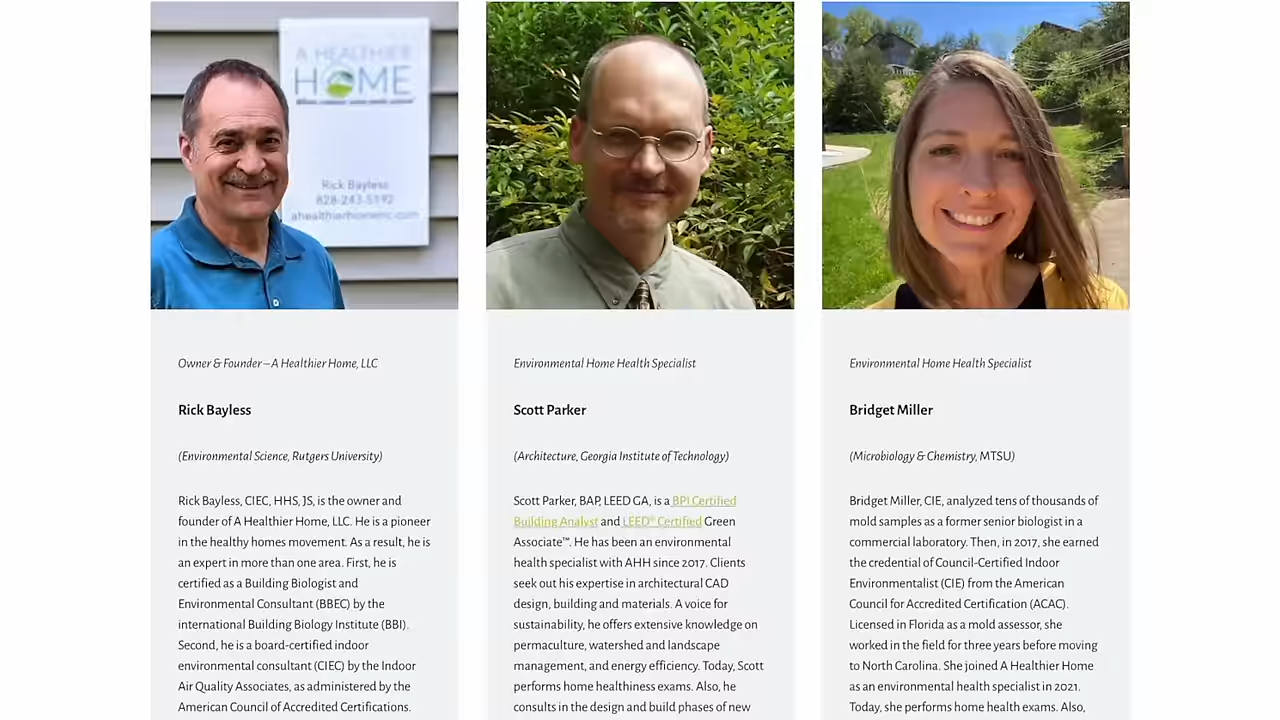 A HEALTHIER
HOME
Rick Bayless
828-243-5192
ahealthierhomenc.com
Owner & Founder – A Healthier Home, LLC
Rick Bayless
(Environmental Science, Rutgers University)
Rick Bayless, CIEC, HHS, JS, is the owner and
founder of A Healthier Home, LLC. He is a pioneer
in the healthy homes movement. As a result, he is
an expert in more than one area. First, he is
certified as a Building Biologist and
Environmental Consultant (BBEC) by the
international Building Biology Institute (BBI).
Second, he is a board-certified indoor
environmental consultant (CIEC) by the Indoor
Air Quality Associates, as administered by the
American Council of Accredited Certifications.
Environmental Home Health Specialist
Scott Parker
(Architecture, Georgia Institute of Technology)
Scott Parker, BAP, LEED GA, is a BPI Certified
Building Analyst and LEED® Certified Green
Associate™. He has been an environmental
health specialist with AHH since 2017. Clients
seek out his expertise in architectural CAD
design, building and materials. A voice for
sustainability, he offers extensive knowledge on
permaculture, watershed and landscape
management, and energy efficiency. Today, Scott
performs home healthiness exams. Also, he
consults in the design and build phases of new
Environmental Home Health Specialist
Bridget Miller
(Microbiology & Chemistry, MTSU)
Bridget Miller, CIE, analyzed tens of thousands of
mold samples as a former senior biologist in a
commercial laboratory. Then, in 2017, she earned
the credential of Council-Certified Indoor
Environmentalist (CIE) from the American
Council for Accredited Certification (ACAC).
Licensed in Florida as a mold assessor, she
worked in the field for three years before moving
to North Carolina. She joined A Healthier Home
as an environmental health specialist in 2021.
Today, she performs home health exams. Also,